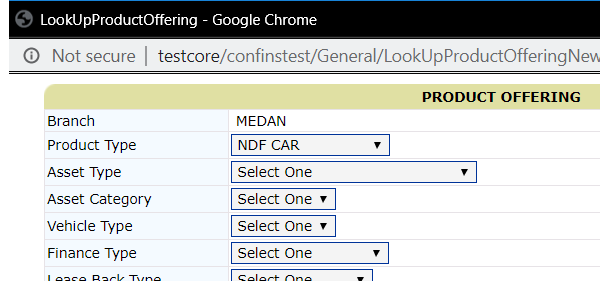 LookUpProductOffering - Google Chrome
Not secure | testcore/confinstest/General/LookUpProductOfferingNew
PRODUCT OFFERING
Branch MEDAN
Product Type NDF CAR
Asset Type Select One
Asset Category Select One
Vehicle Type Select One
Finance Type Select One
Lease Back Type Select One